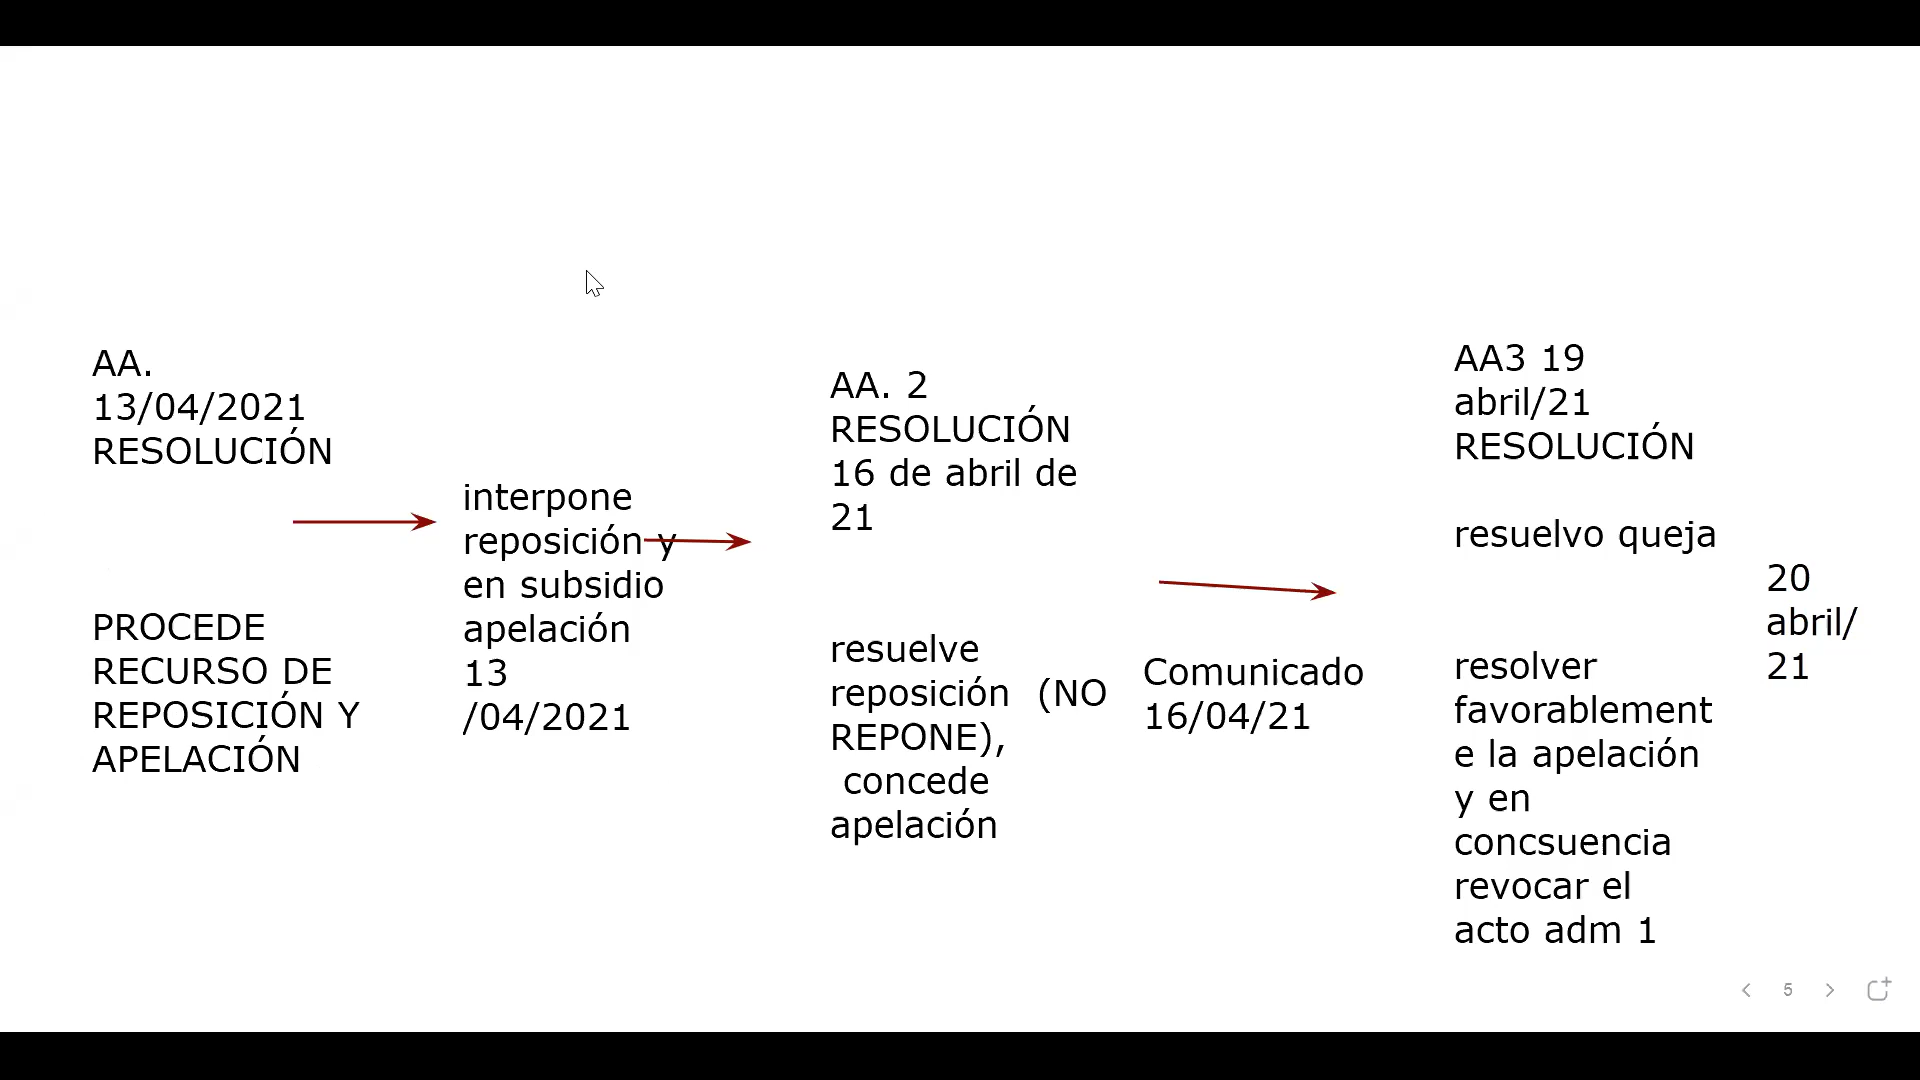 AA.
13/04/2021
RESOLUCIÓN
PROCEDE
RECURSO DE
REPOSICIÓN Y
APELACIÓN
interpone
reposición y
en subsidio
apelación
13
/04/2021
AA. 2
RESOLUCIÓN
16 de abril de
21
resuelve
reposición (NO
REPONE),
concede
apelación
Comunicado
16/04/21
AA3 19
abril/21
RESOLUCIÓN
resuelvo queja
resolver
favorablement
e la apelación
y en
concsuencia
revocar el
acto adm 1
20
abril/
21
5